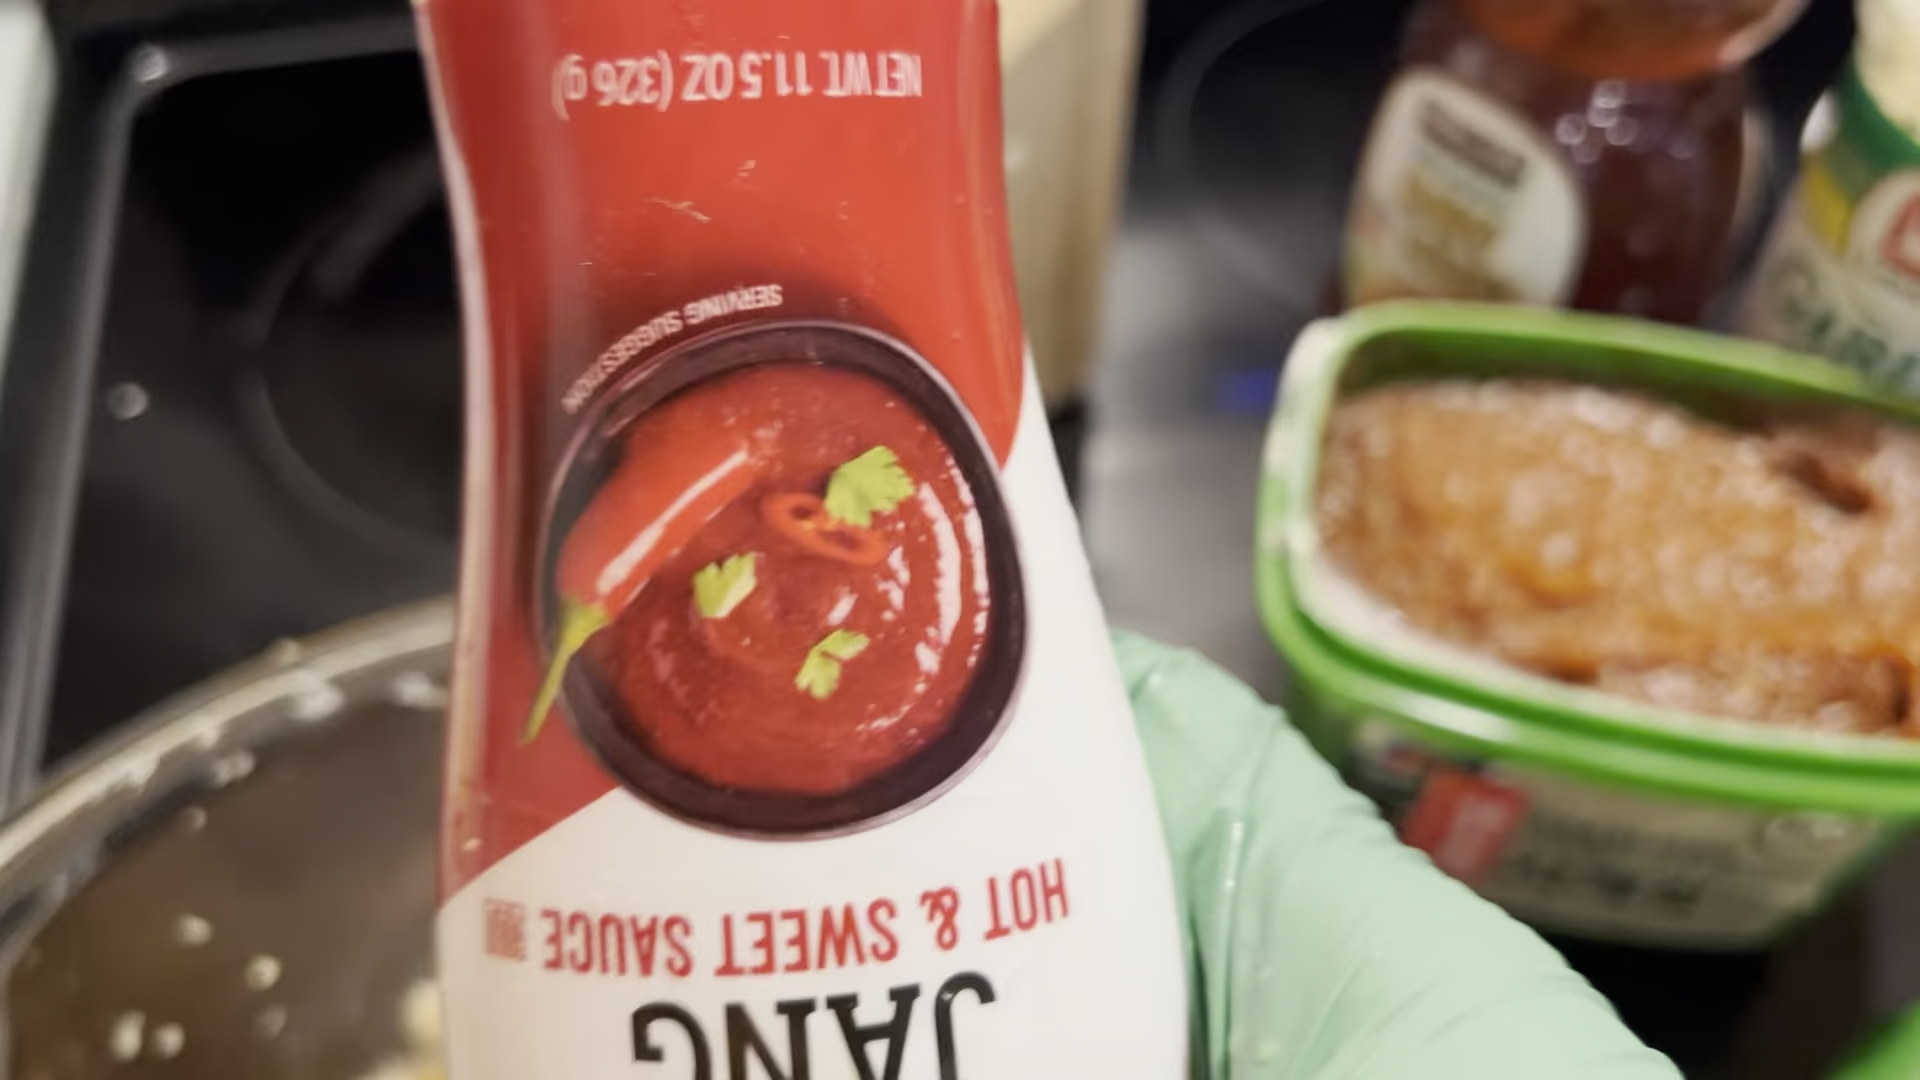 JANG
HOT & SWEET SAUCE
SERVING SUGGESTION
NET WT. 11.5 OZ (326 g)